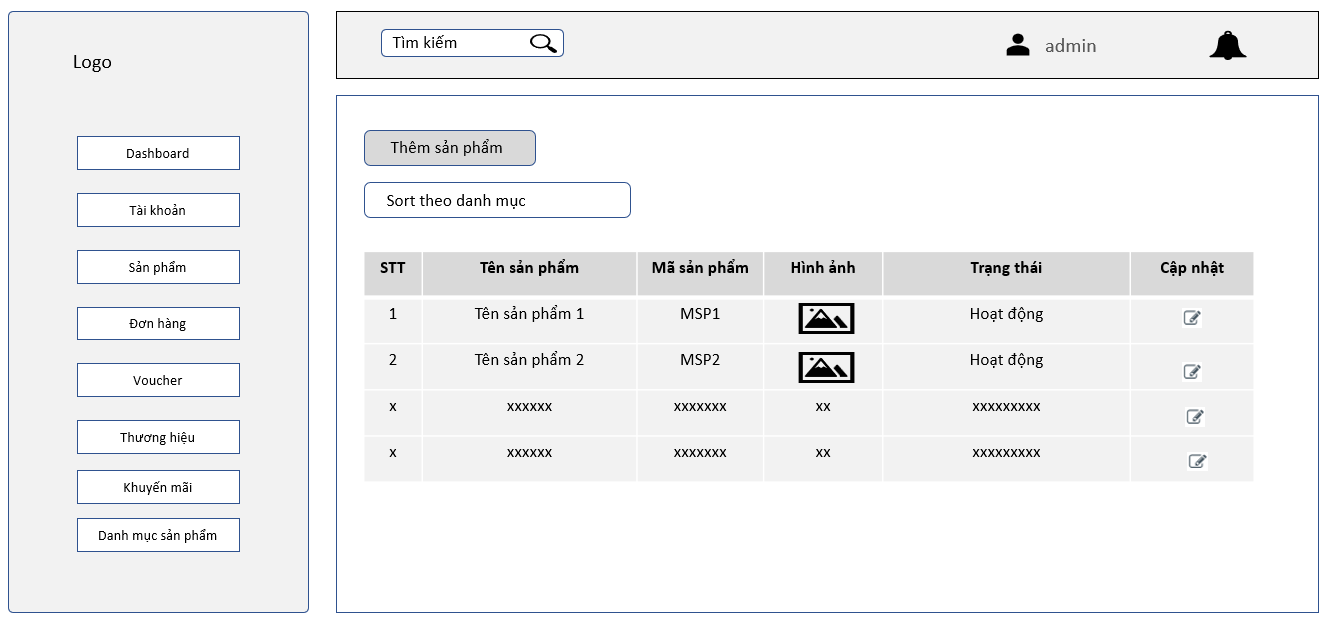 Logo
Dashboard
Tài khoản
Sản phẩm
Đơn hàng
Voucher
Thương hiệu
Khuyến mãi
Danh mục sản phẩm
Tìm kiếm
admin
Thêm sản phẩm
Sort theo danh mục
STT Tên sản phẩm Mã sản phẩm Hình ảnh Trạng thái Cập nhật
1 Tên sản phẩm 1 MSP1 Hoạt động
2 Tên sản phẩm 2 MSP2 Hoạt động
x xxxxxx xxxxxxx xx xxxxxxxxx
x xxxxxx xxxxxxx xx xxxxxxxxx